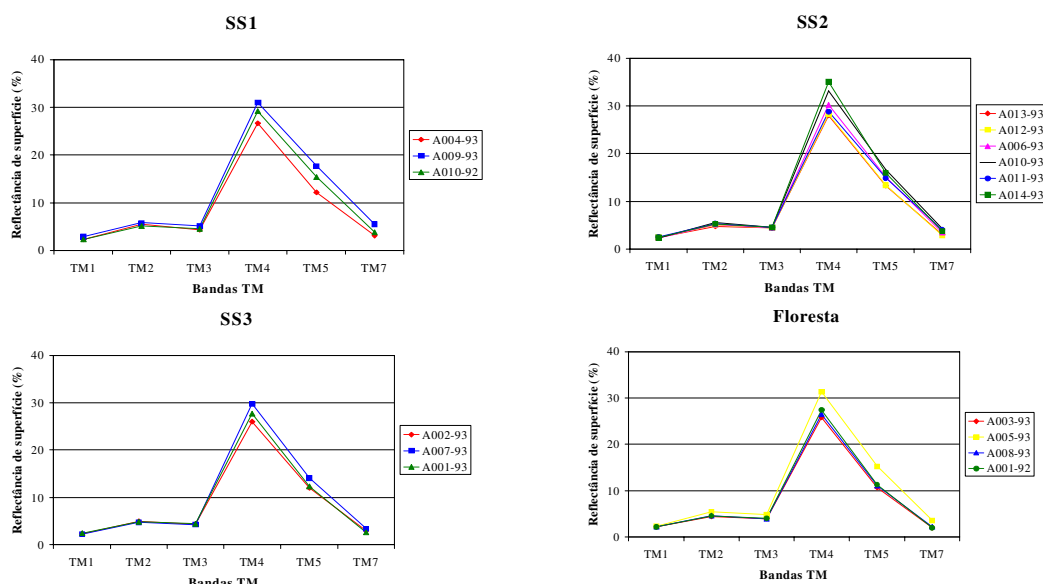 SS1
Reflectância de superfície (%)
40
30
20
10
0
TM1 TM2 TM3 TM4 TM5 TM7
Bandas TM
A004-93
A009-93
A010-92
SS2
Reflectância de superfície (%)
40
30
20
10
0
TM1 TM2 TM3 TM4 TM5 TM7
Bandas TM
A013-93
A012-93
A006-93
A010-93
A011-93
A014-93
SS3
Reflectância de superfície (%)
40
30
20
10
0
TM1 TM2 TM3 TM4 TM5 TM7
Bandas TM
A002-93
A007-93
A001-93
Floresta
Reflectância de superfície (%)
40
30
20
10
0
TM1 TM2 TM3 TM4 TM5 TM7
Bandas TM
A003-93
A005-93
A008-93
A001-92